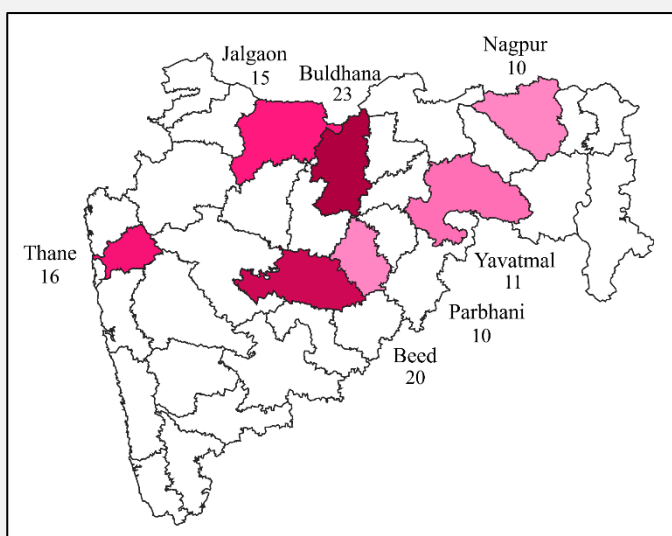 Jalgaon
15
Buldhana
23
Nagpur
10
Thane
16
Yavatmal
11
Parbhani
10
Beed
20